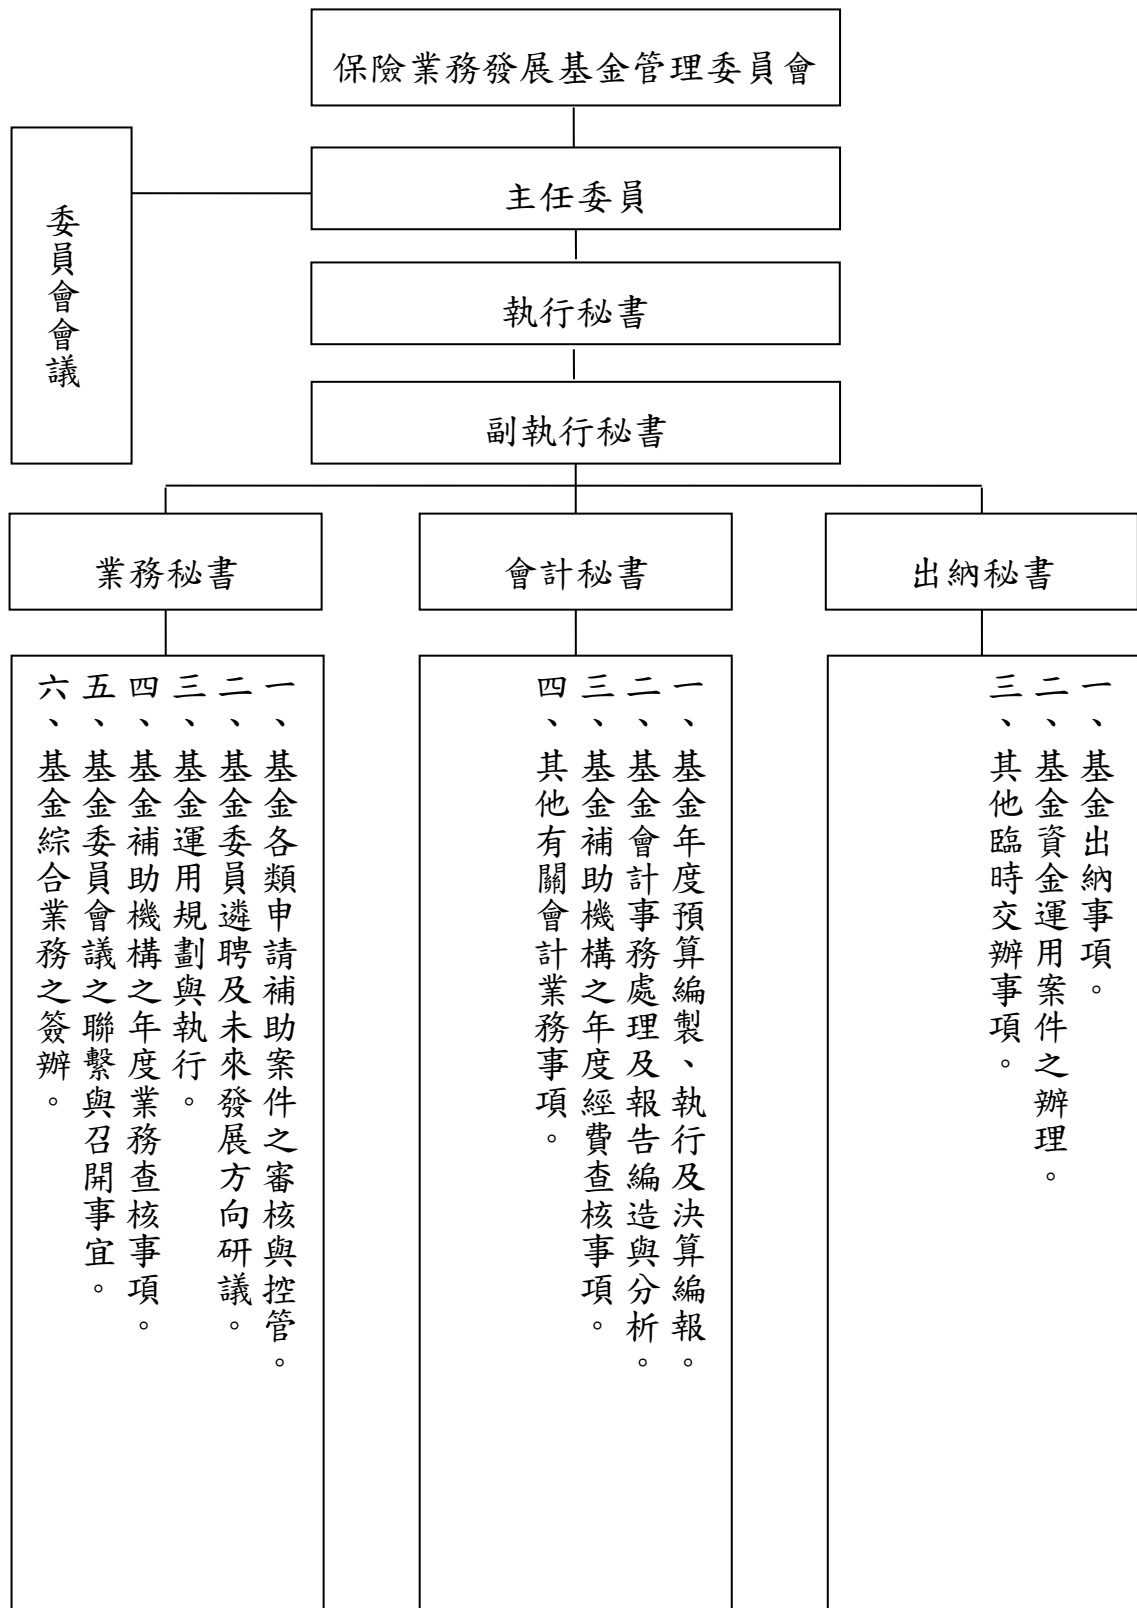 保險業務發展基金管理委員會
委員會會議
主任委員
執行秘書
副執行秘書
業務秘書
會計秘書
出納秘書
一、基金各類申請補助案件之審核與控管。
二、基金委員遴聘及未來發展方向研議。
三、基金運用規劃與執行。
四、基金補助機構之年度業務查核事項。
五、基金委員會議之聯繫與召開事宜。
六、基金綜合業務之簽辦。
一、基金年度預算編製、執行及決算編報。
二、基金會計事務處理及報告編造與分析。
三、基金補助機構之年度經費查核事項。
四、其他有關會計業務事項。
一、基金出納事項。
二、基金資金運用案件之辦理。
三、其他臨時交辦事項。